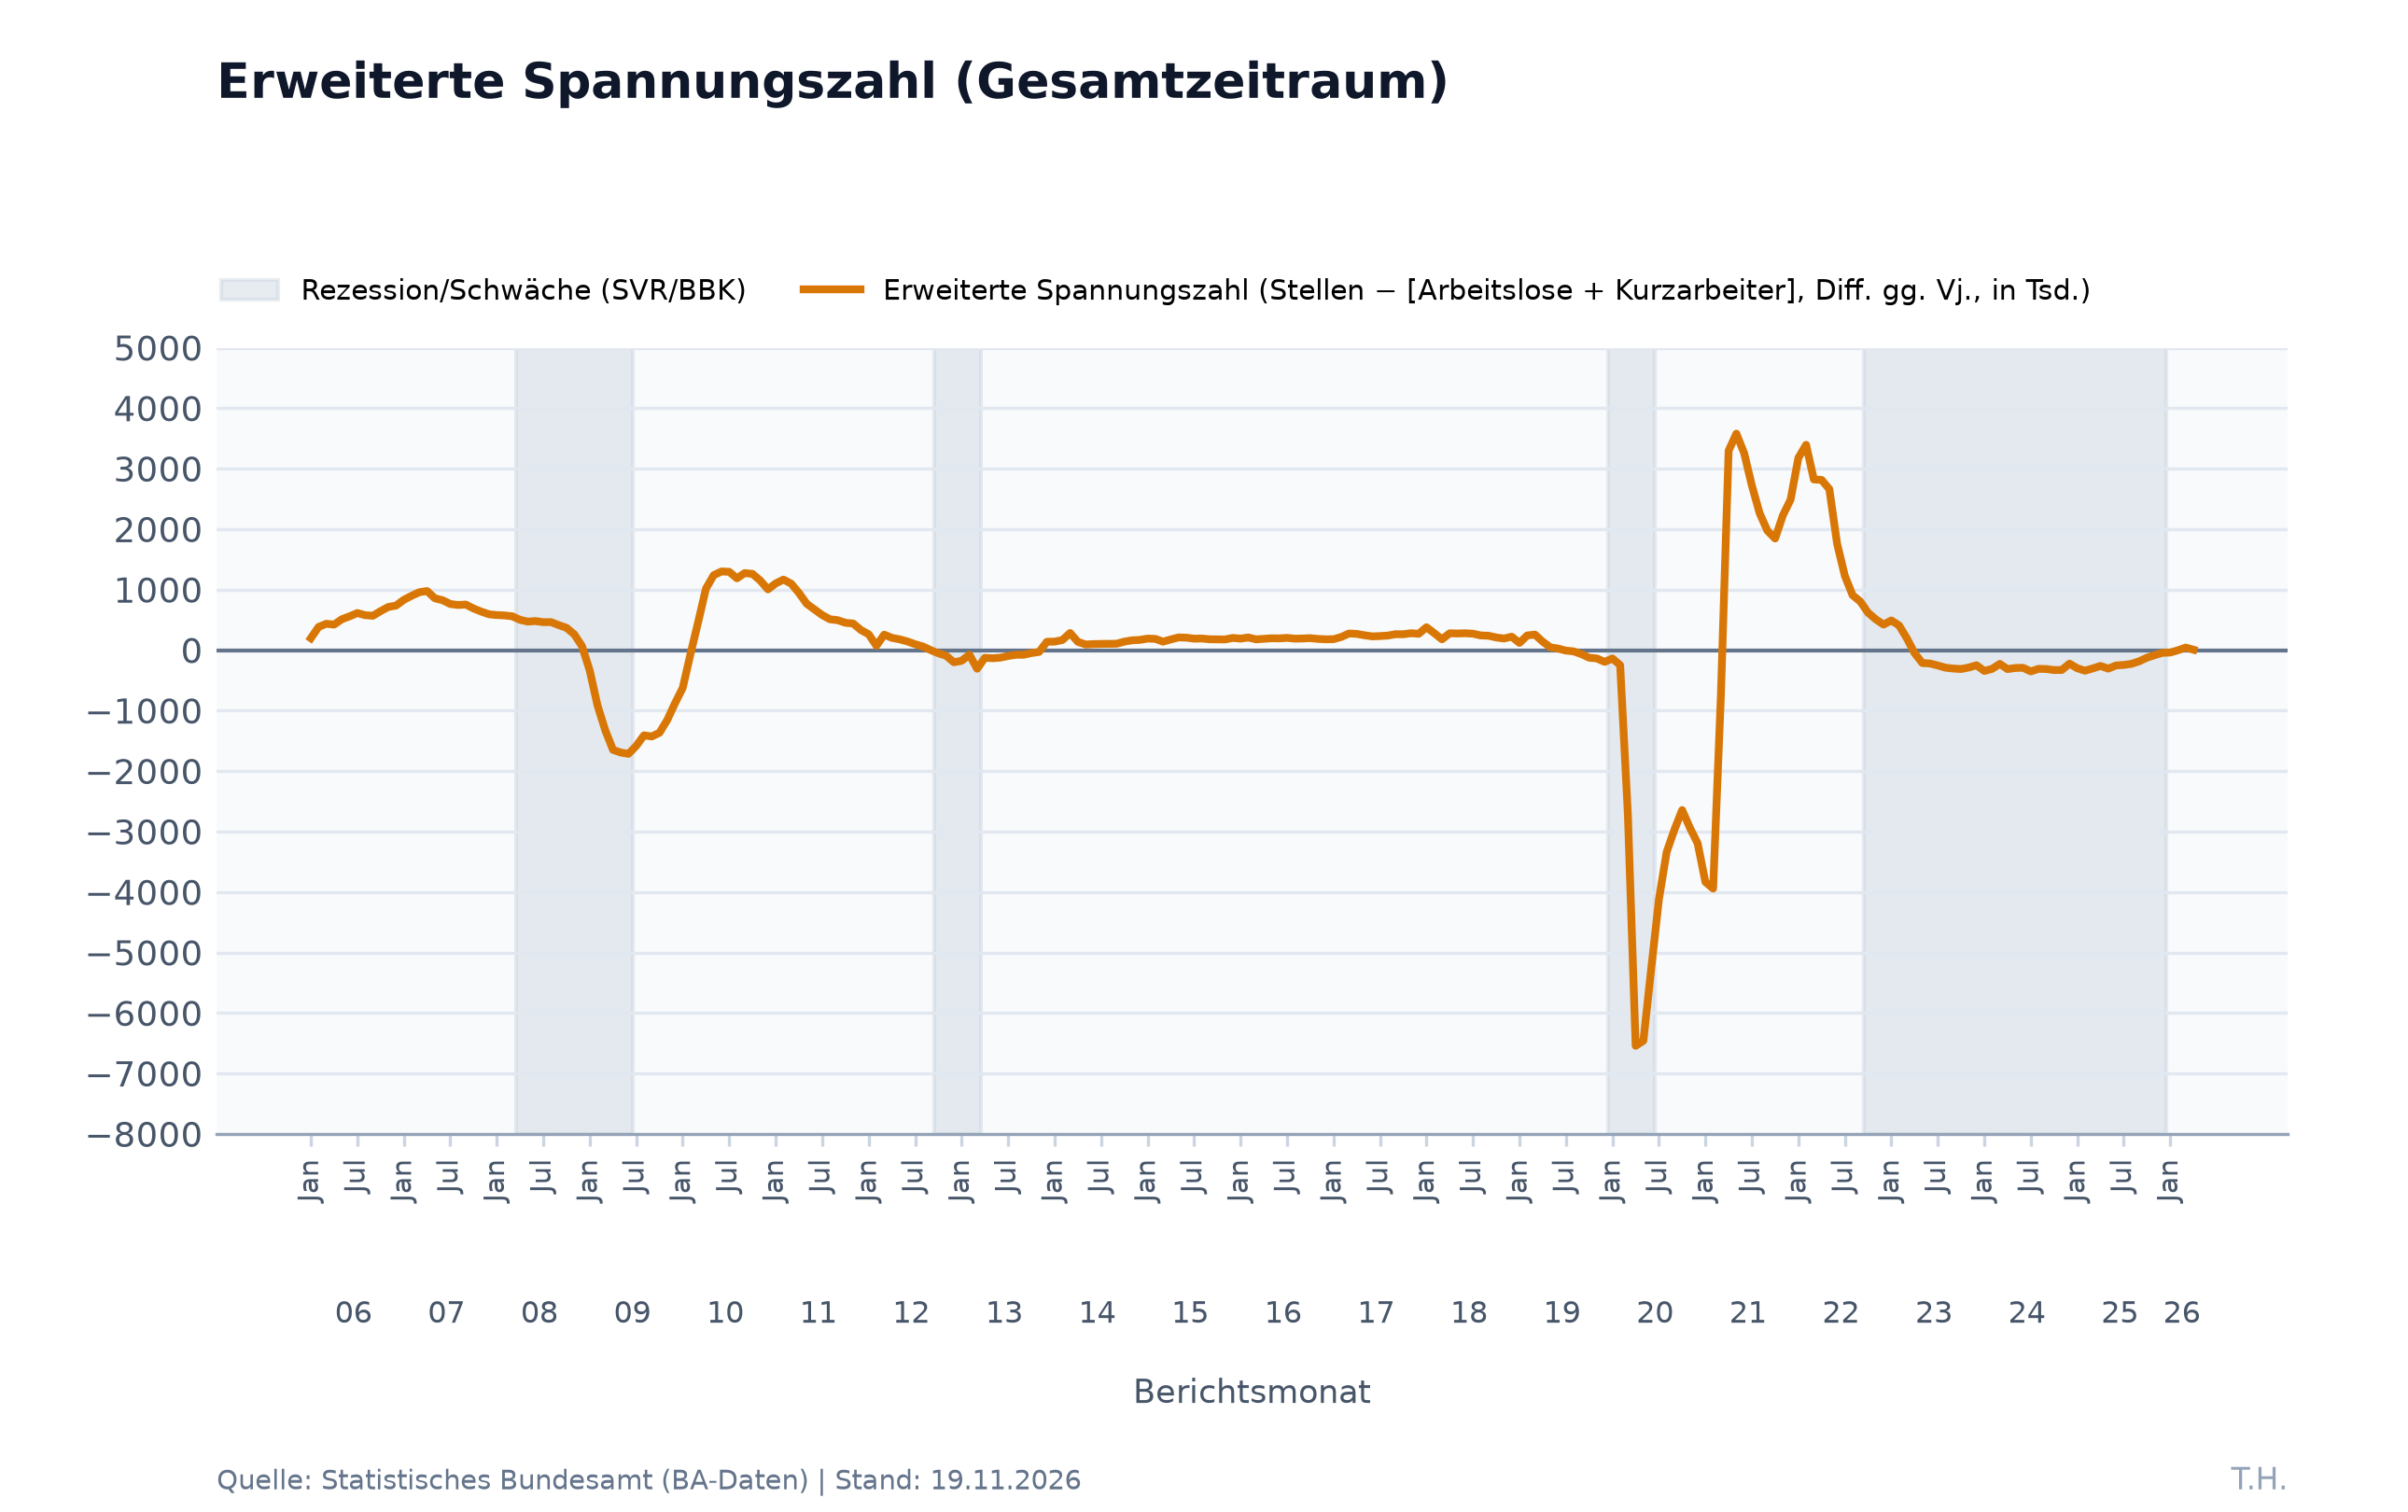 Erweiterte Spannungszahl (Gesamtzeitraum)
Rezession/Schwäche (SVR/BBK) Erweiterte Spannungszahl (Stellen − [Arbeitslose + Kurzarbeiter], Diff. gg. Vj., in Tsd.)
5000
4000
3000
2000
1000
0
−1000
−2000
−3000
−4000
−5000
−6000
−7000
−8000
Jan Jul Jan Jul Jan Jul Jan Jul Jan Jul Jan Jul Jan Jul Jan Jul Jan Jul Jan Jul Jan Jul Jan Jul Jan Jul Jan Jul Jan Jul Jan Jul Jan Jul Jan Jul Jan Jul Jan Jul Jan
06 07 08 09 10 11 12 13 14 15 16 17 18 19 20 21 22 23 24 25 26
Berichtsmonat
Quelle: Statistisches Bundesamt (BA-Daten) | Stand: 19.11.2026 T.H.